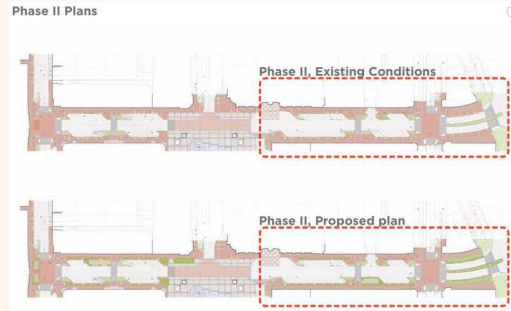 Phase II Plans
Phase II, Existing Conditions
Phase II, Proposed plan